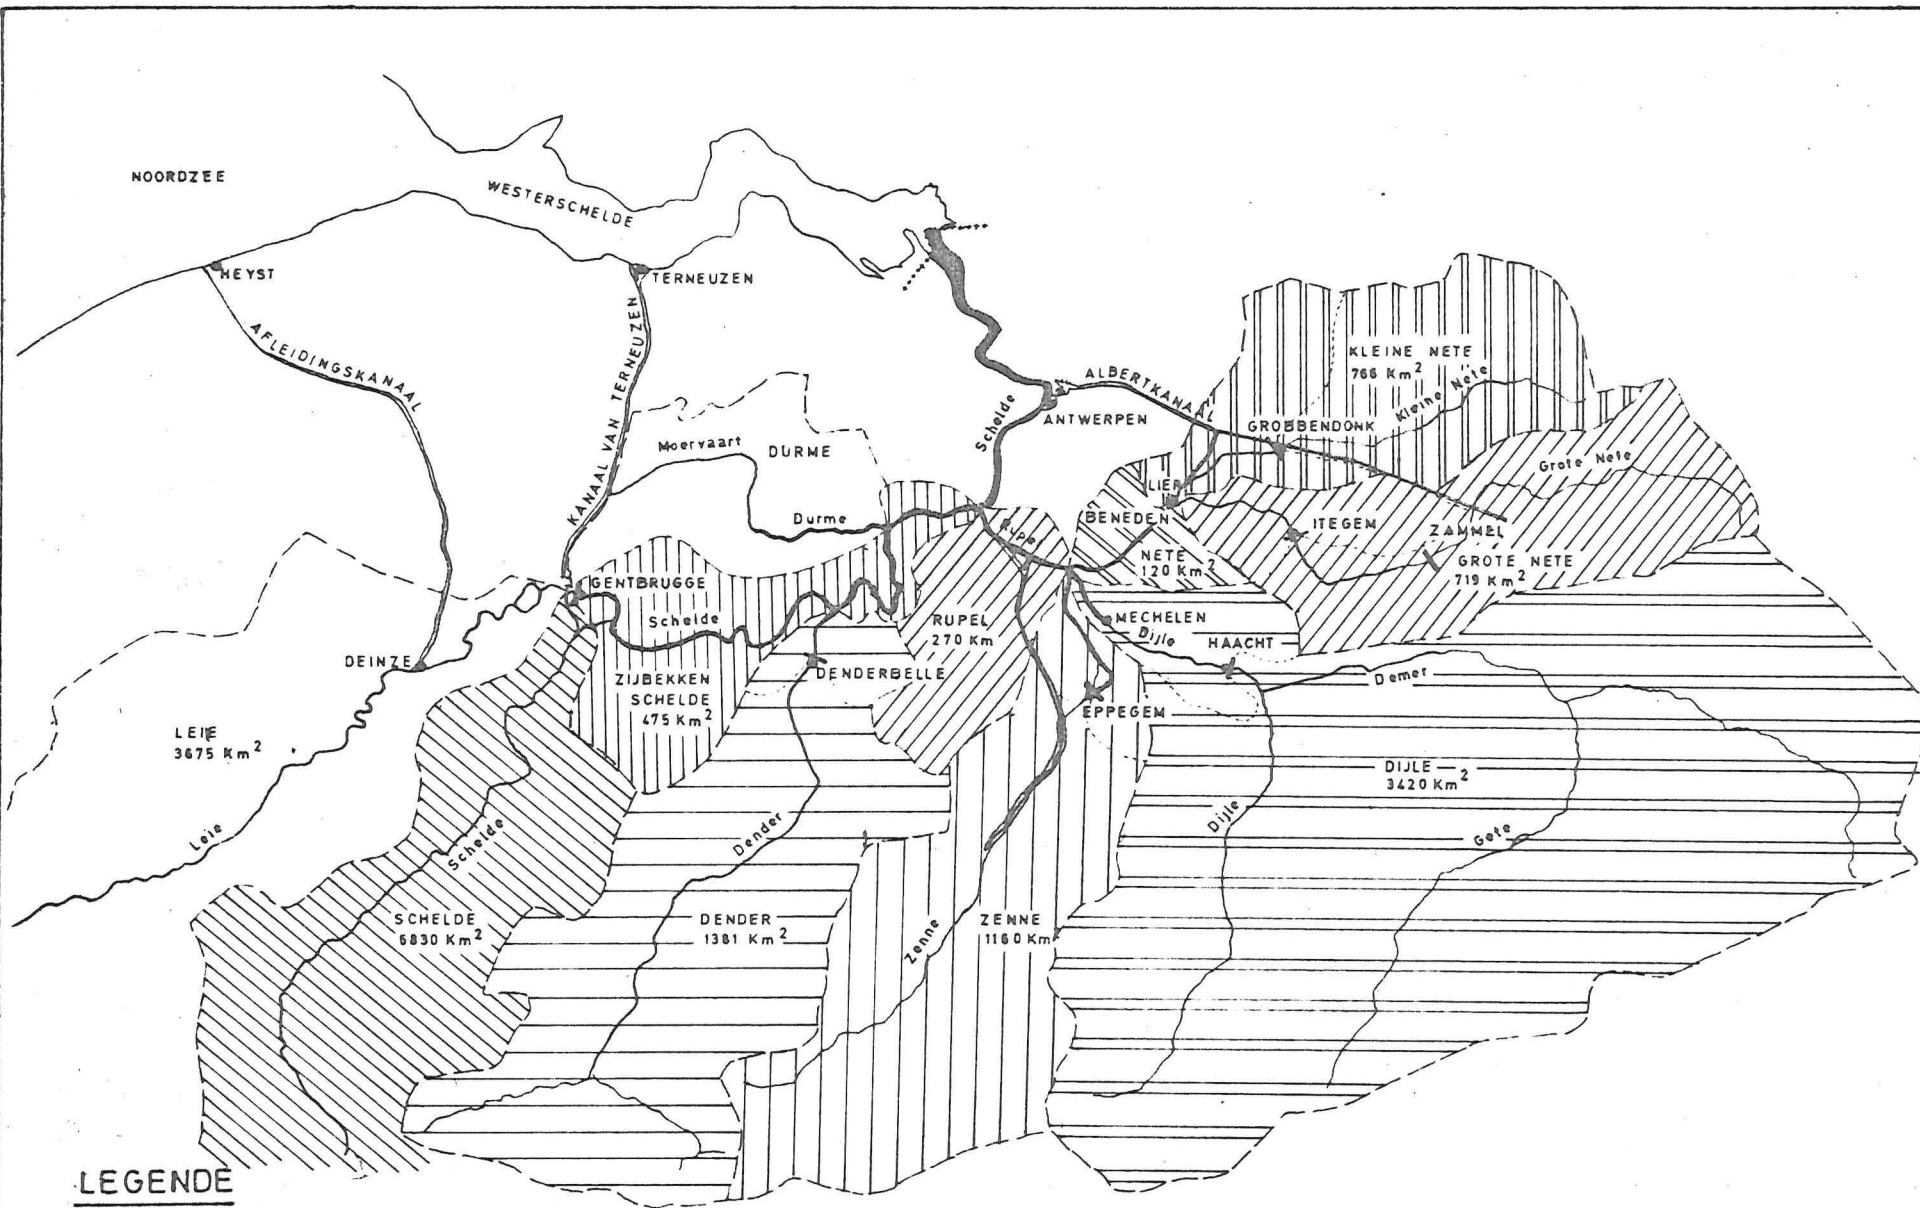 NOORDZEE
WESTERSCHELDE
HEYST
TERNEUZEN
AFLEIDINGSKANAAL
KANAAL VAN TERNEUZEN
KLEINE NETE
766 Km²
Kleine Nete
ALBERTKANAAL
Schelde
ANTWERPEN
GROBBENDONK
Moervaart
DURME
Grote Nete
LIER
Durme
BENEDEN
NETE
120 Km²
ITEGEM
ZAMMEL
GROTE NETE
719 Km²
Rupel
GENTBRUGGE
Schelde
RUPEL
270 Km
MECHELEN
Dijle
HAACHT
DEINZE
ZIJBEKKEN
SCHELDE
475 Km²
DENDERBELLE
Demer
EPPEGEM
LEIE
3675 Km²
DIJLE
3420 Km²
Leie
Schelde
Dender
Dijle
Gete
SCHELDE
6830 Km²
DENDER
1381 Km²
Zenne
ZENNE
1160 Km
LEGENDE